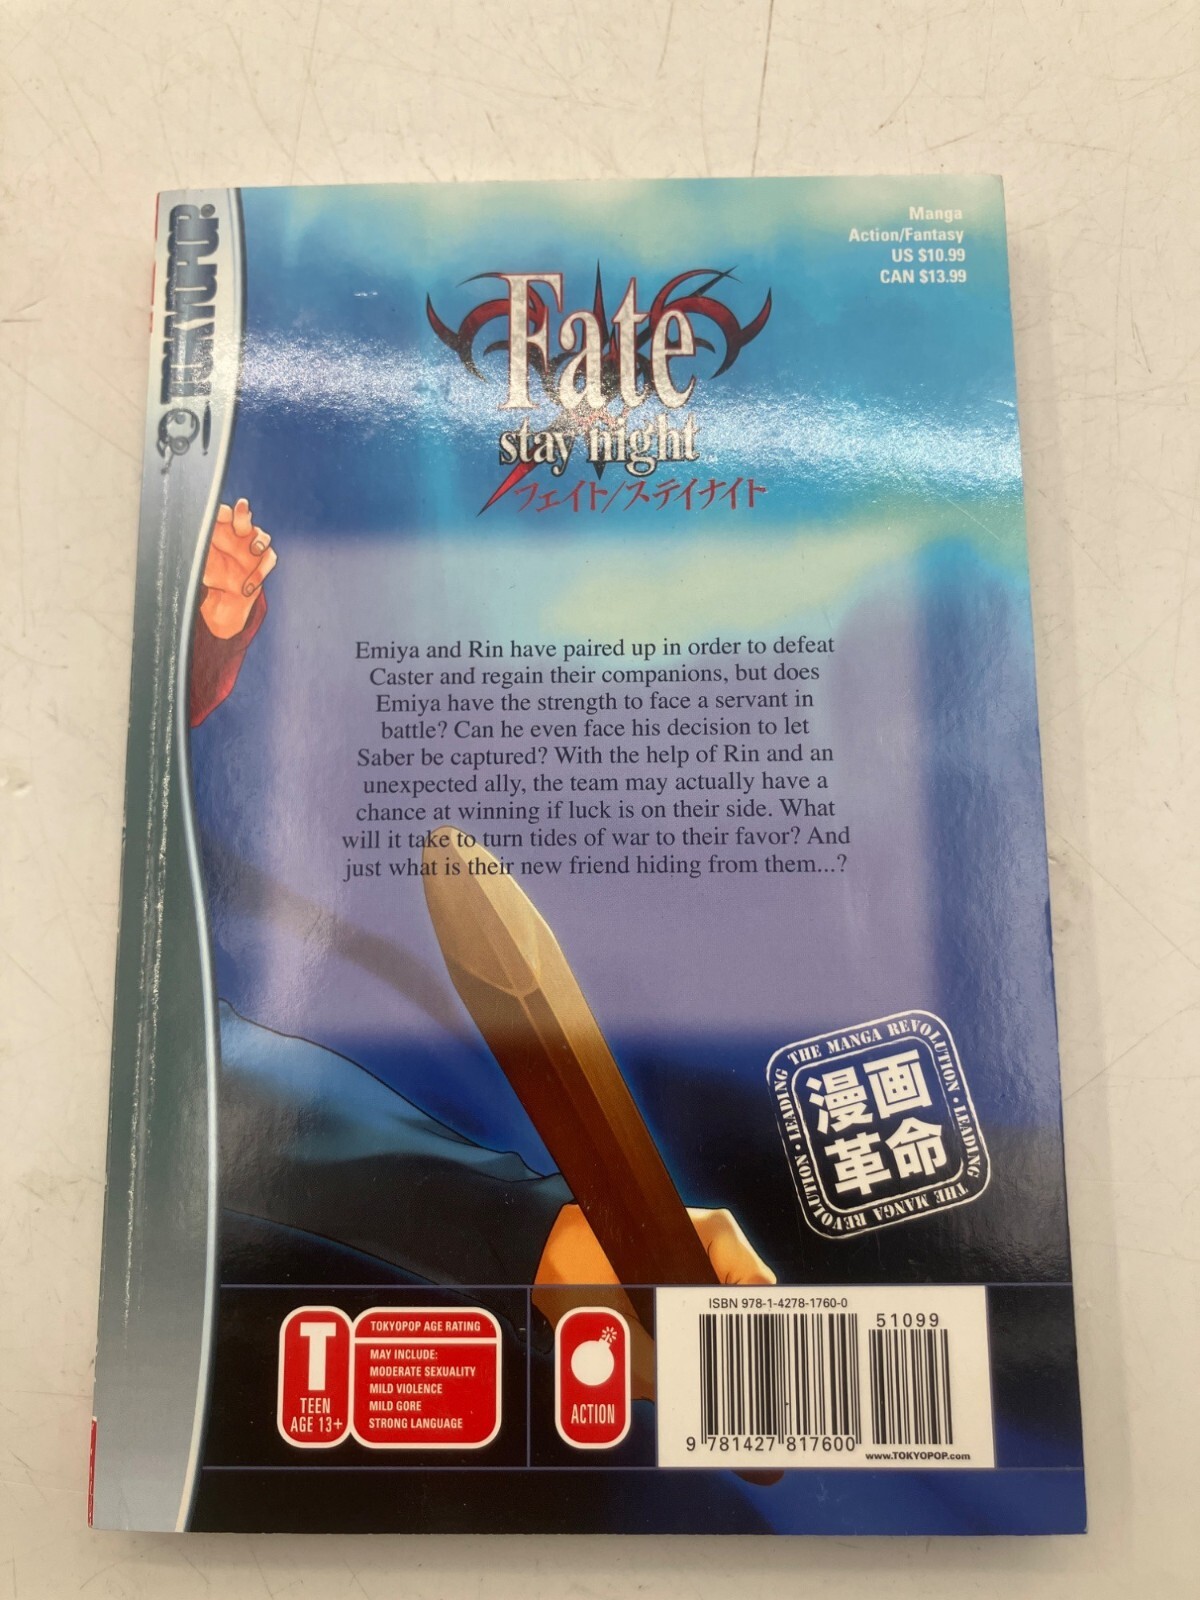 TOKYOPOP
Manga
Action/Fantasy
US $10.99
CAN $13.99
Fate
stay night
フェイト/ステイナイト
Emiya and Rin have paired up in order to defeat
Caster and regain their companions, but does
Emiya have the strength to face a servant in
battle? Can he even face his decision to let
Saber be captured? With the help of Rin and an
unexpected ally, the team may actually have a
chance at winning if luck is on their side. What
will it take to turn tides of war to their favor? And
just what is their new friend hiding from them...?
LEADING THE MANGA REVOLUTION • LEADING THE MANGA REVOLUTION •
漫画
革命
T
TEEN
AGE 13+
TOKYOPOP AGE RATING
MAY INCLUDE:
MODERATE SEXUALITY
MILD VIOLENCE
MILD GORE
STRONG LANGUAGE
ACTION
ISBN 978-1-4278-1760-0
51099
9 781427 817600
www.TOKYOPOP.com